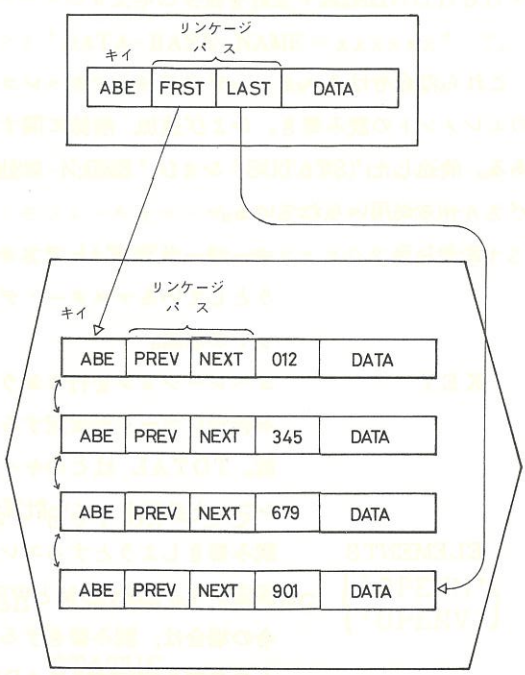 リンケージ
パ ス
キイ
ABE FRST LAST DATA
リンケージ
パ ス
キイ
ABE PREV NEXT 012 DATA
ABE PREV NEXT 345 DATA
ABE PREV NEXT 679 DATA
ABE PREV NEXT 901 DATA